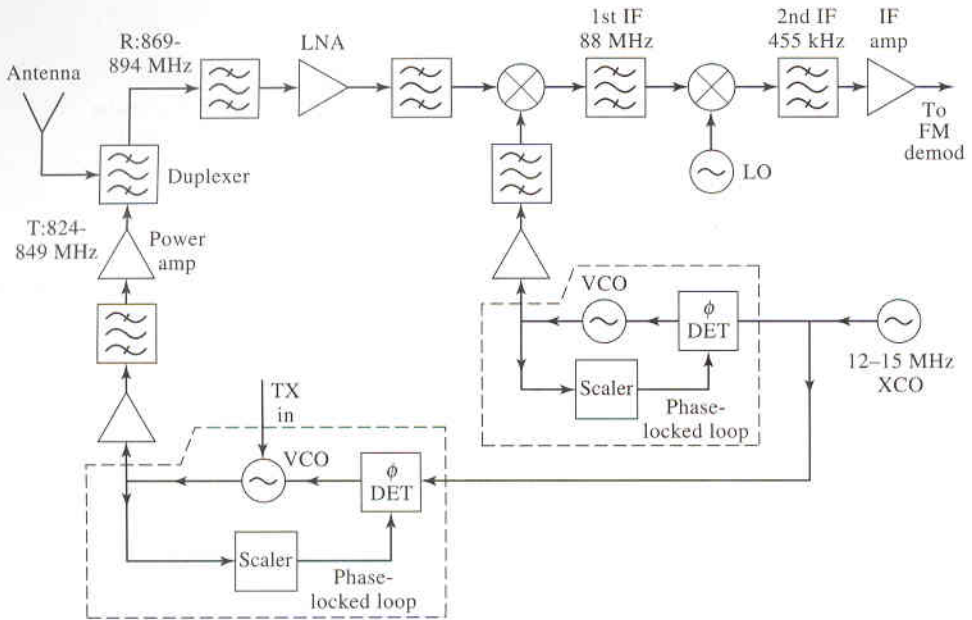 1st IF
88 MHz
2nd IF
455 kHz
IF
amp
R:869-
894 MHz
LNA
Antenna
To
FM
demod
Duplexer
LO
T:824-
849 MHz
Power
amp
VCO
ϕ
DET
12–15 MHz
XCO
Scaler
Phase-
locked loop
TX
in
VCO
ϕ
DET
Scaler
Phase-
locked loop